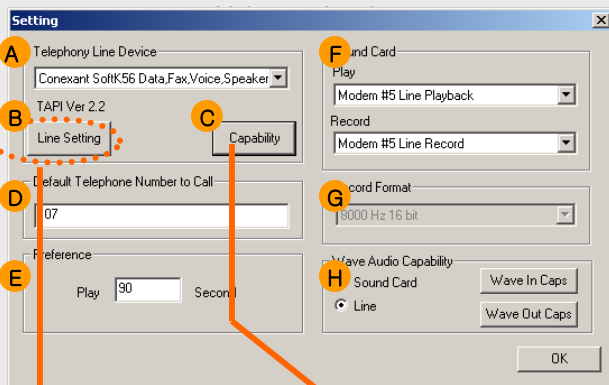 Setting
A
Telephony Line Device
Conexant SoftK56 Data,Fax,Voice,Speaker
TAPI Ver 2.2
B
Line Setting
C
Capability
D
Default Telephone Number to Call
07
E
Preference
Play 90 Second
F
Sound Card
Play
Modem #5 Line Playback
Record
Modem #5 Line Record
G
Record Format
8000 Hz 16 bit
H
Wave Audio Capability
Sound Card
Wave In Caps
Line
Wave Out Caps
OK